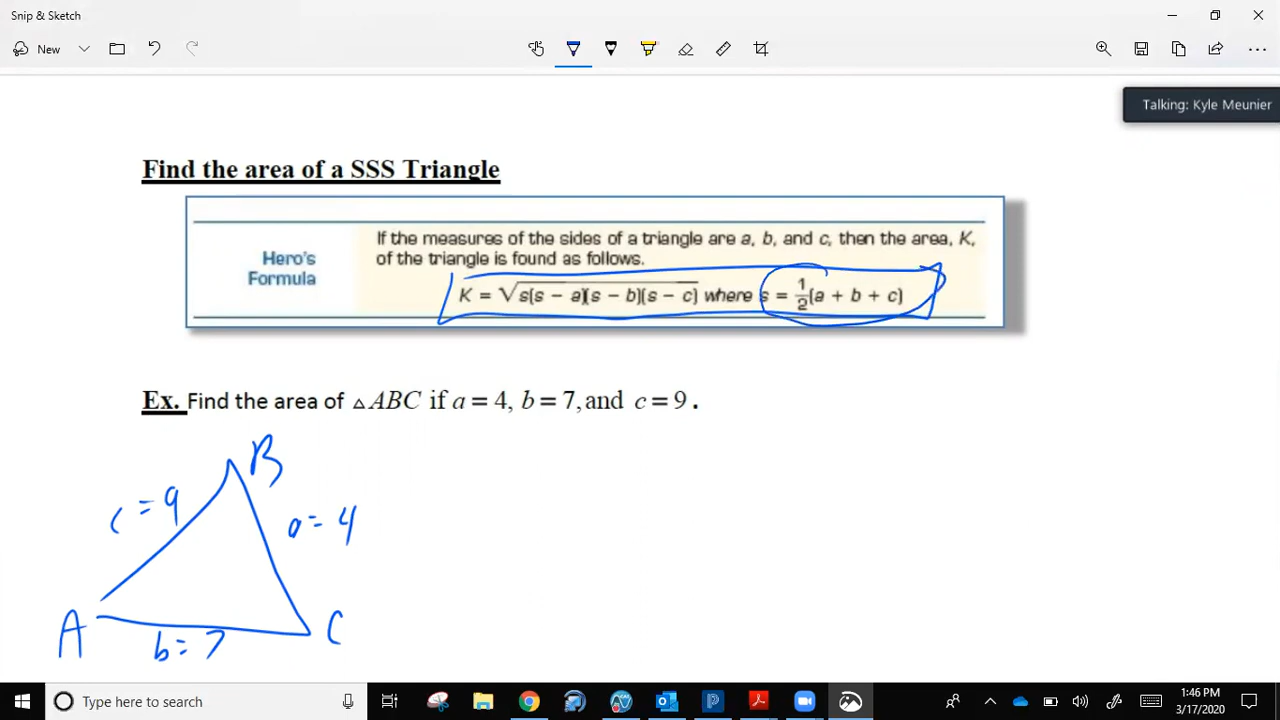 Snip & Sketch
New
Talking: Kyle Meunier
Find the area of a SSS Triangle
Hero's Formula
If the measures of the sides of a triangle are a, b, and c, then the area, K,
of the triangle is found as follows.
K = √s(s − a)(s − b)(s − c) where s = 1/2(a + b + c)
Ex. Find the area of △ABC if a = 4, b = 7, and c = 9.
B
c = 9
a = 4
A
C
b = 7
Type here to search
1:46 PM
3/17/2020